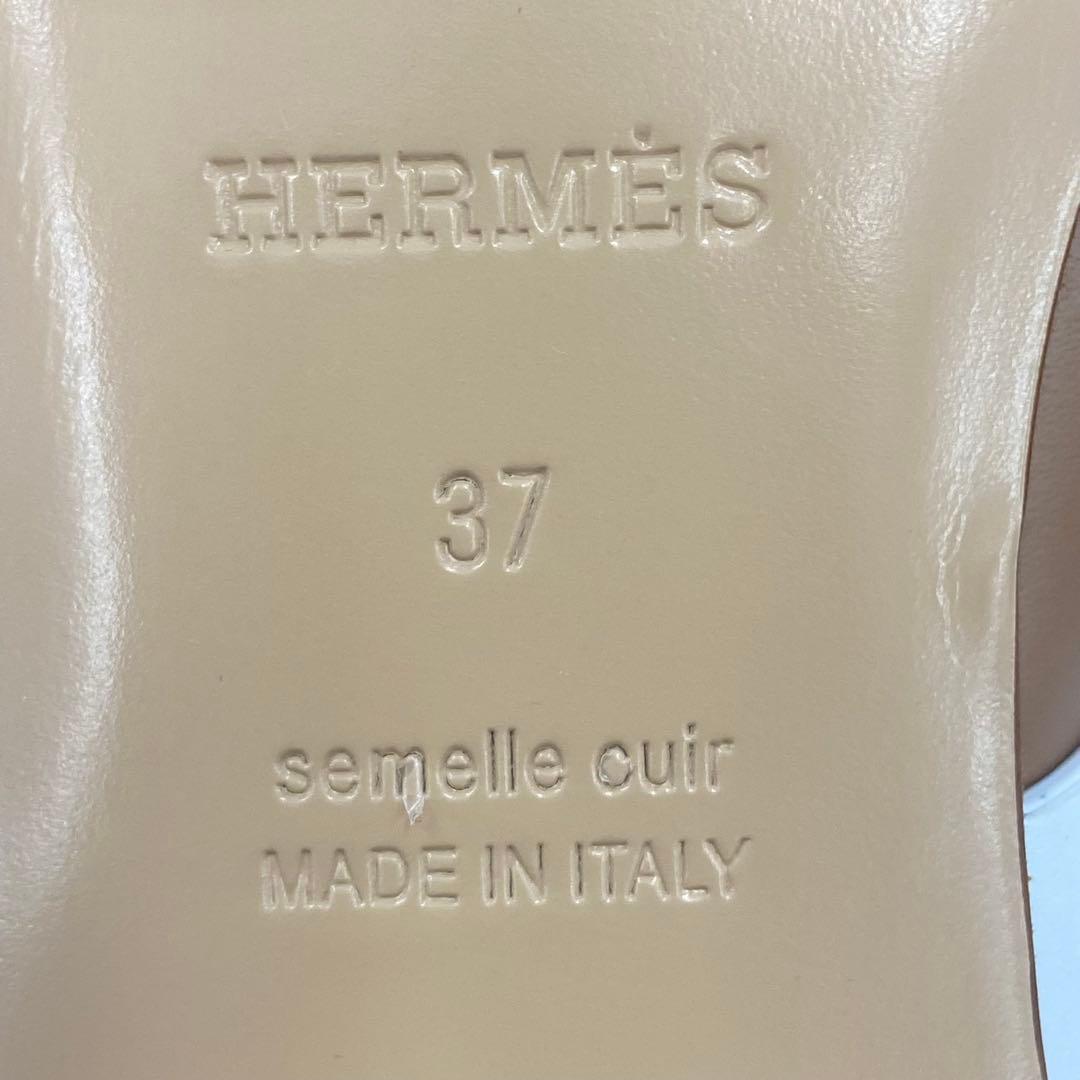 HERMÈS
37
semelle cuir
MADE IN ITALY